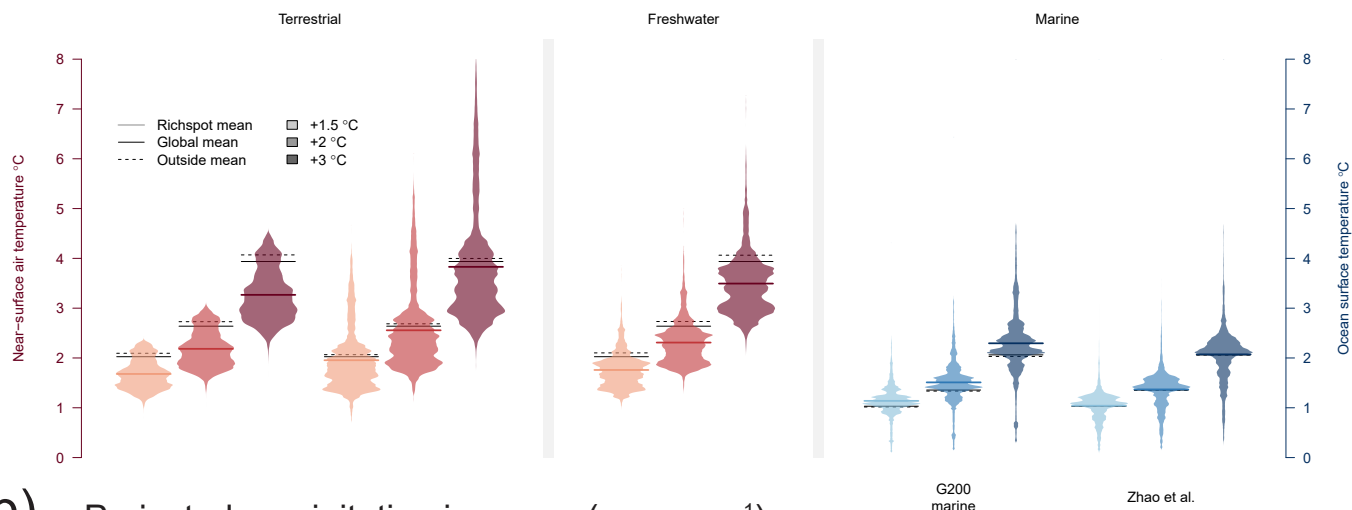 Terrestrial
Freshwater
Marine
8
7
6
5
4
3
2
1
0
Near−surface air temperature °C
Richspot mean
Global mean
Outside mean
+1.5 °C
+2 °C
+3 °C
8
7
6
5
4
3
2
1
0
Ocean surface temperature °C
G200
marine
Zhao et al.